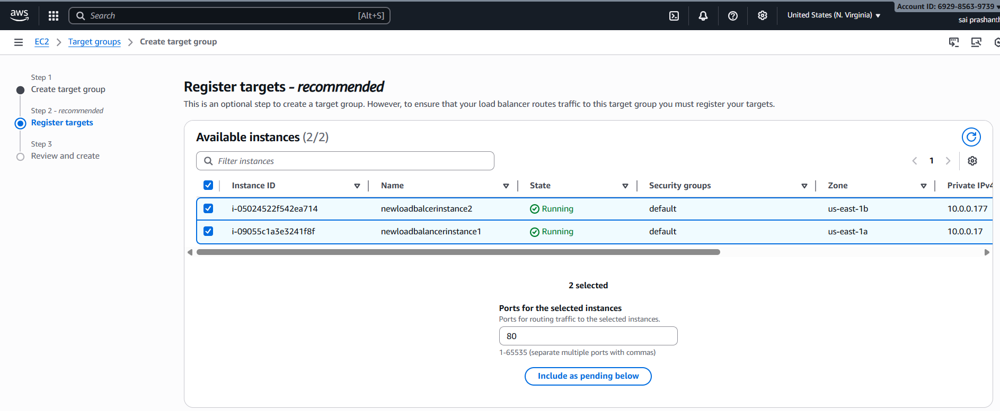 aws
Search [Alt+S]
United States (N. Virginia)
Account ID: 6929-8563-9739
sai prashanth
EC2 Target groups Create target group
Step 1
Create target group
Step 2 - recommended
Register targets
Step 3
Review and create
Register targets - recommended
This is an optional step to create a target group. However, to ensure that your load balancer routes traffic to this target group you must register your targets.
Available instances (2/2)
Filter instances
1
Instance ID Name State Security groups Zone Private IPv4
i-05024522f542ea714 newloadbalcerinstance2 Running default us-east-1b 10.0.0.177
i-09055c1a3e3241f8f newloadbalancerinstance1 Running default us-east-1a 10.0.0.17
2 selected
Ports for the selected instances
Ports for routing traffic to the selected instances.
80
1-65535 (separate multiple ports with commas)
Include as pending below